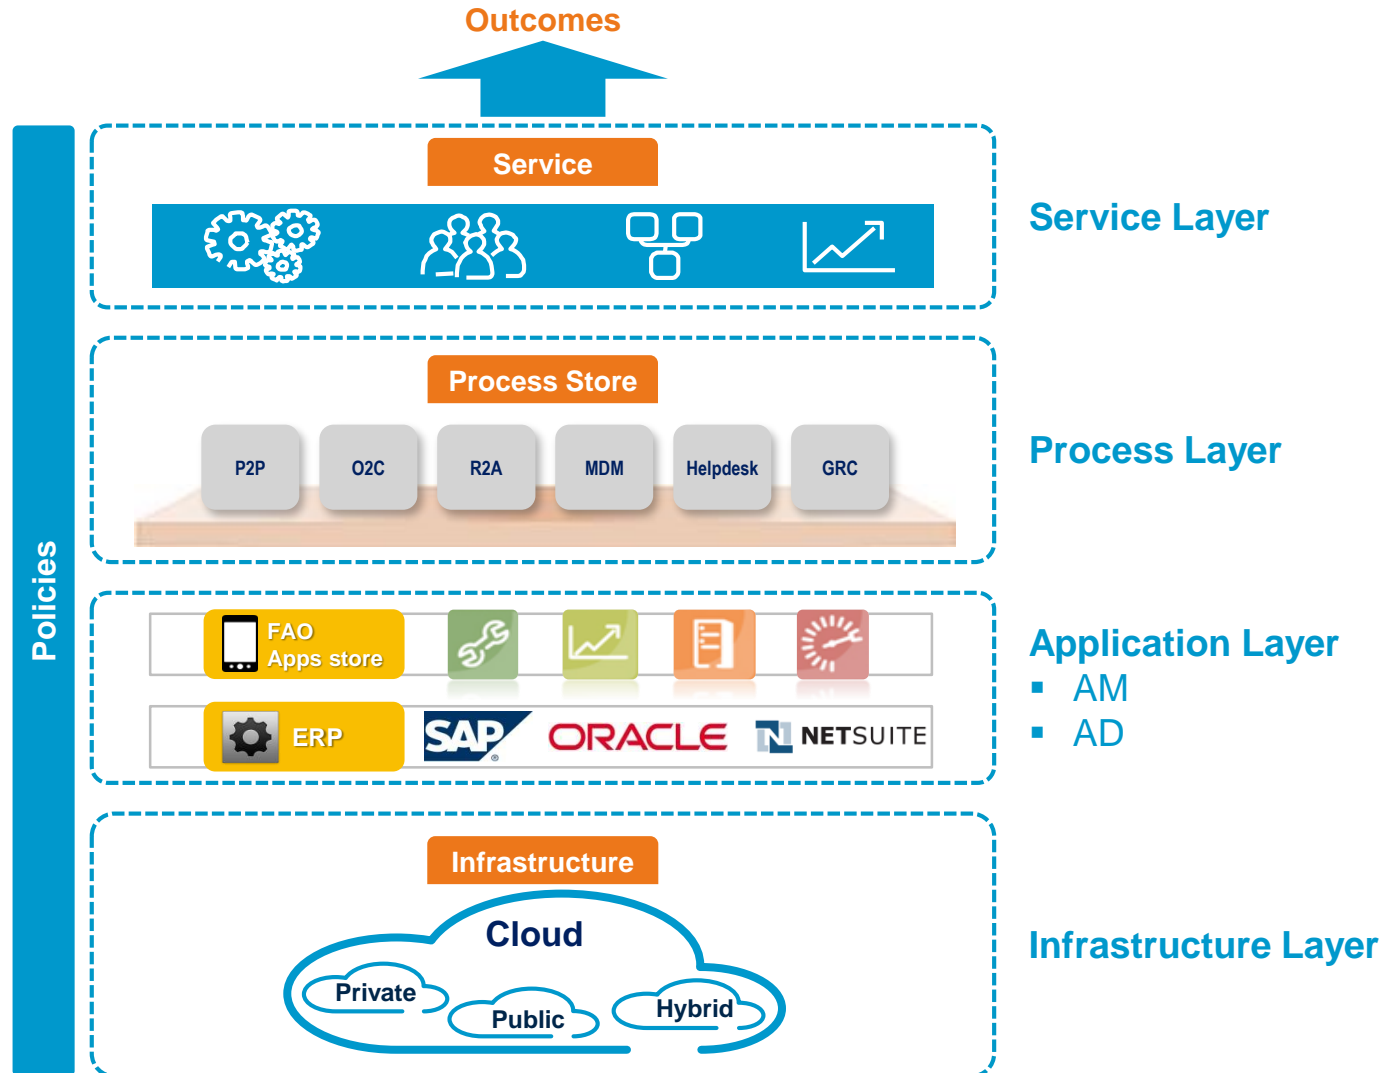 Outcomes
Policies
Service
Service Layer
Process Store
P2P
O2C
R2A
MDM
Helpdesk
GRC
Process Layer
FAO
Apps store
ERP
SAP
®
ORACLE
N NETSUITE
Application Layer
▪ AM
▪ AD
Infrastructure
Cloud
Private
Public
Hybrid
Infrastructure Layer